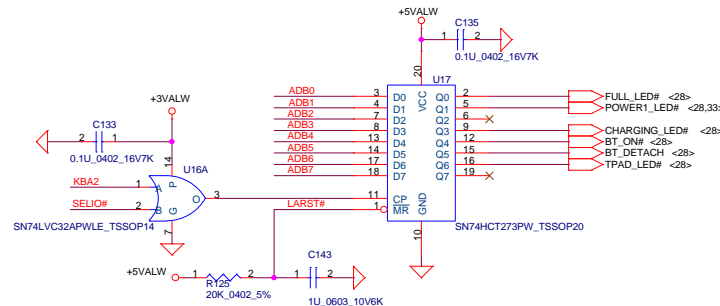 +5VALW
C135
1 2
0.1U_0402_16V7K
20
U17
VCC
ADB0 3 D0 Q0 2 FULL_LED# <28>
ADB1 4 D1 Q1 5 POWER1_LED# <28,33>
ADB2 7 D2 Q2 6
ADB3 8 D3 Q3 9 CHARGING_LED# <28>
ADB4 13 D4 Q4 12 BT_ON# <28>
ADB5 14 D5 Q5 15 BT_DETACH <28>
ADB6 17 D6 Q6 16 TPAD_LED# <28>
ADB7 18 D7 Q7 19
11 CP
LARST# 1 MR
GND
10
SN74HCT273PW_TSSOP20
+3VALW
C133
2 1
0.1U_0402_16V7K
14
U16A
KBA2 1 A P
O 3
SELIO# 2 B G
7
SN74LVC32APWLE_TSSOP14
+5VALW 1 2
R125
20K_0402_5%
C143
1 2
1U_0603_10V6K